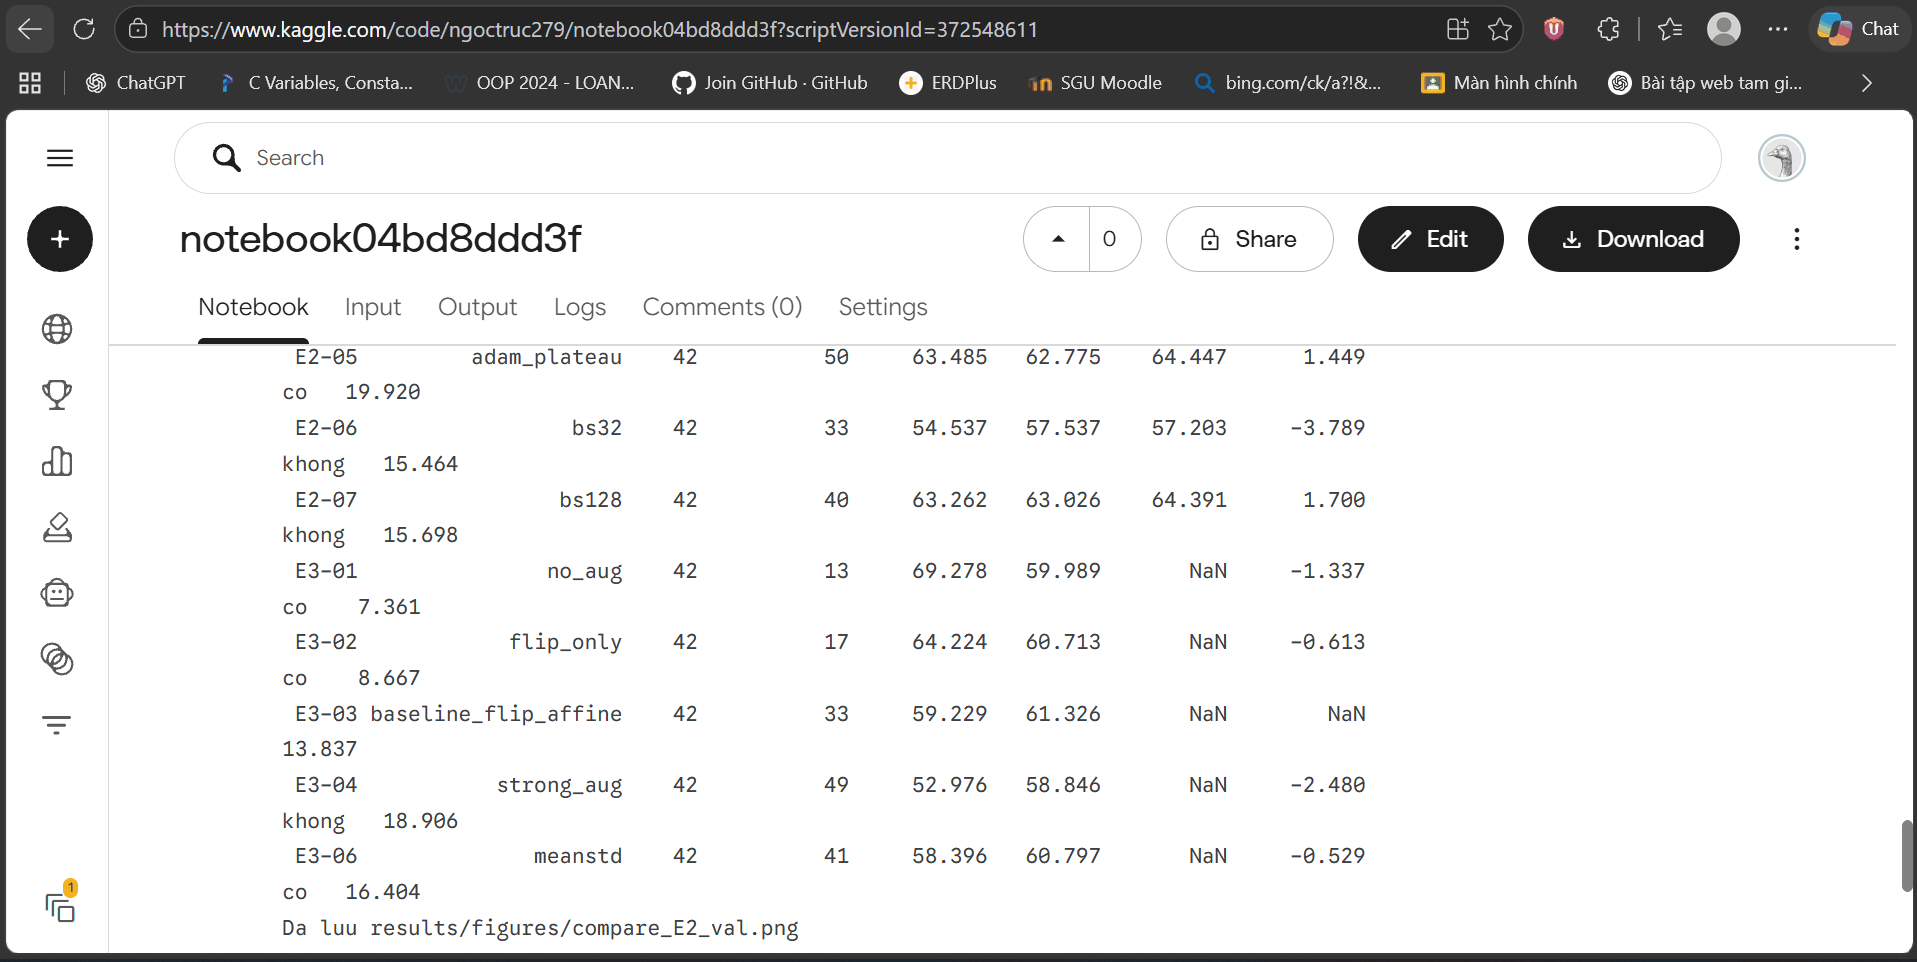 https://www.kaggle.com/code/ngoctruc279/notebook04bd8ddd3f?scriptVersionId=372548611
Chat
ChatGPT
C Variables, Consta...
OOP 2024 - LOAN...
Join GitHub · GitHub
ERDPlus
SGU Moodle
bing.com/ck/a?!&...
Màn hình chính
Bài tập web tam gi...
Search
notebook04bd8ddd3f
0
Share
Edit
Download
Notebook Input Output Logs Comments (0) Settings
E2-05 adam_plateau 42 50 63.485 62.775 64.447 1.449
co 19.920
E2-06 bs32 42 33 54.537 57.537 57.203 -3.789
khong 15.464
E2-07 bs128 42 40 63.262 63.026 64.391 1.700
khong 15.698
E3-01 no_aug 42 13 69.278 59.989 NaN -1.337
co 7.361
E3-02 flip_only 42 17 64.224 60.713 NaN -0.613
co 8.667
E3-03 baseline_flip_affine 42 33 59.229 61.326 NaN NaN
13.837
E3-04 strong_aug 42 49 52.976 58.846 NaN -2.480
khong 18.906
E3-06 meanstd 42 41 58.396 60.797 NaN -0.529
co 16.404
Da luu results/figures/compare_E2_val.png
1